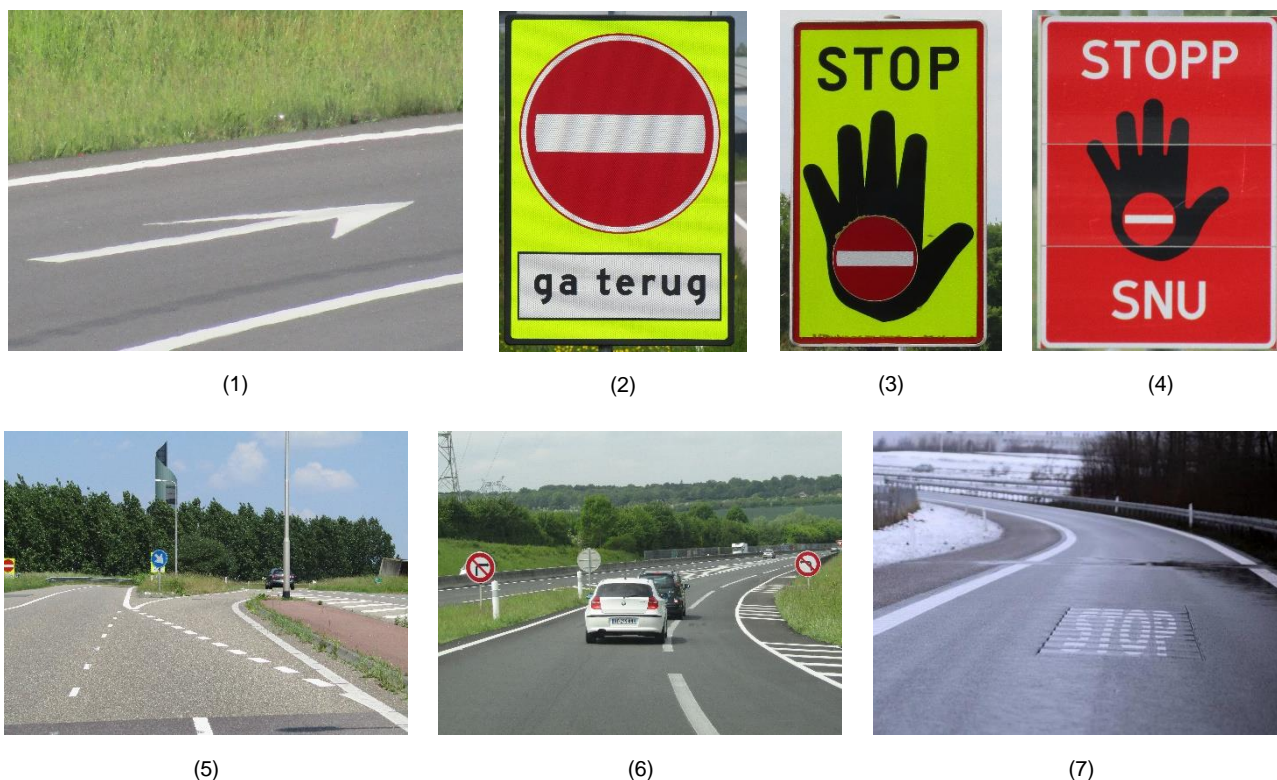 (1)
ga terug
(2)
STOP
(3)
STOPP
SNU
(4)
(5)
(6)
STOP
(7)